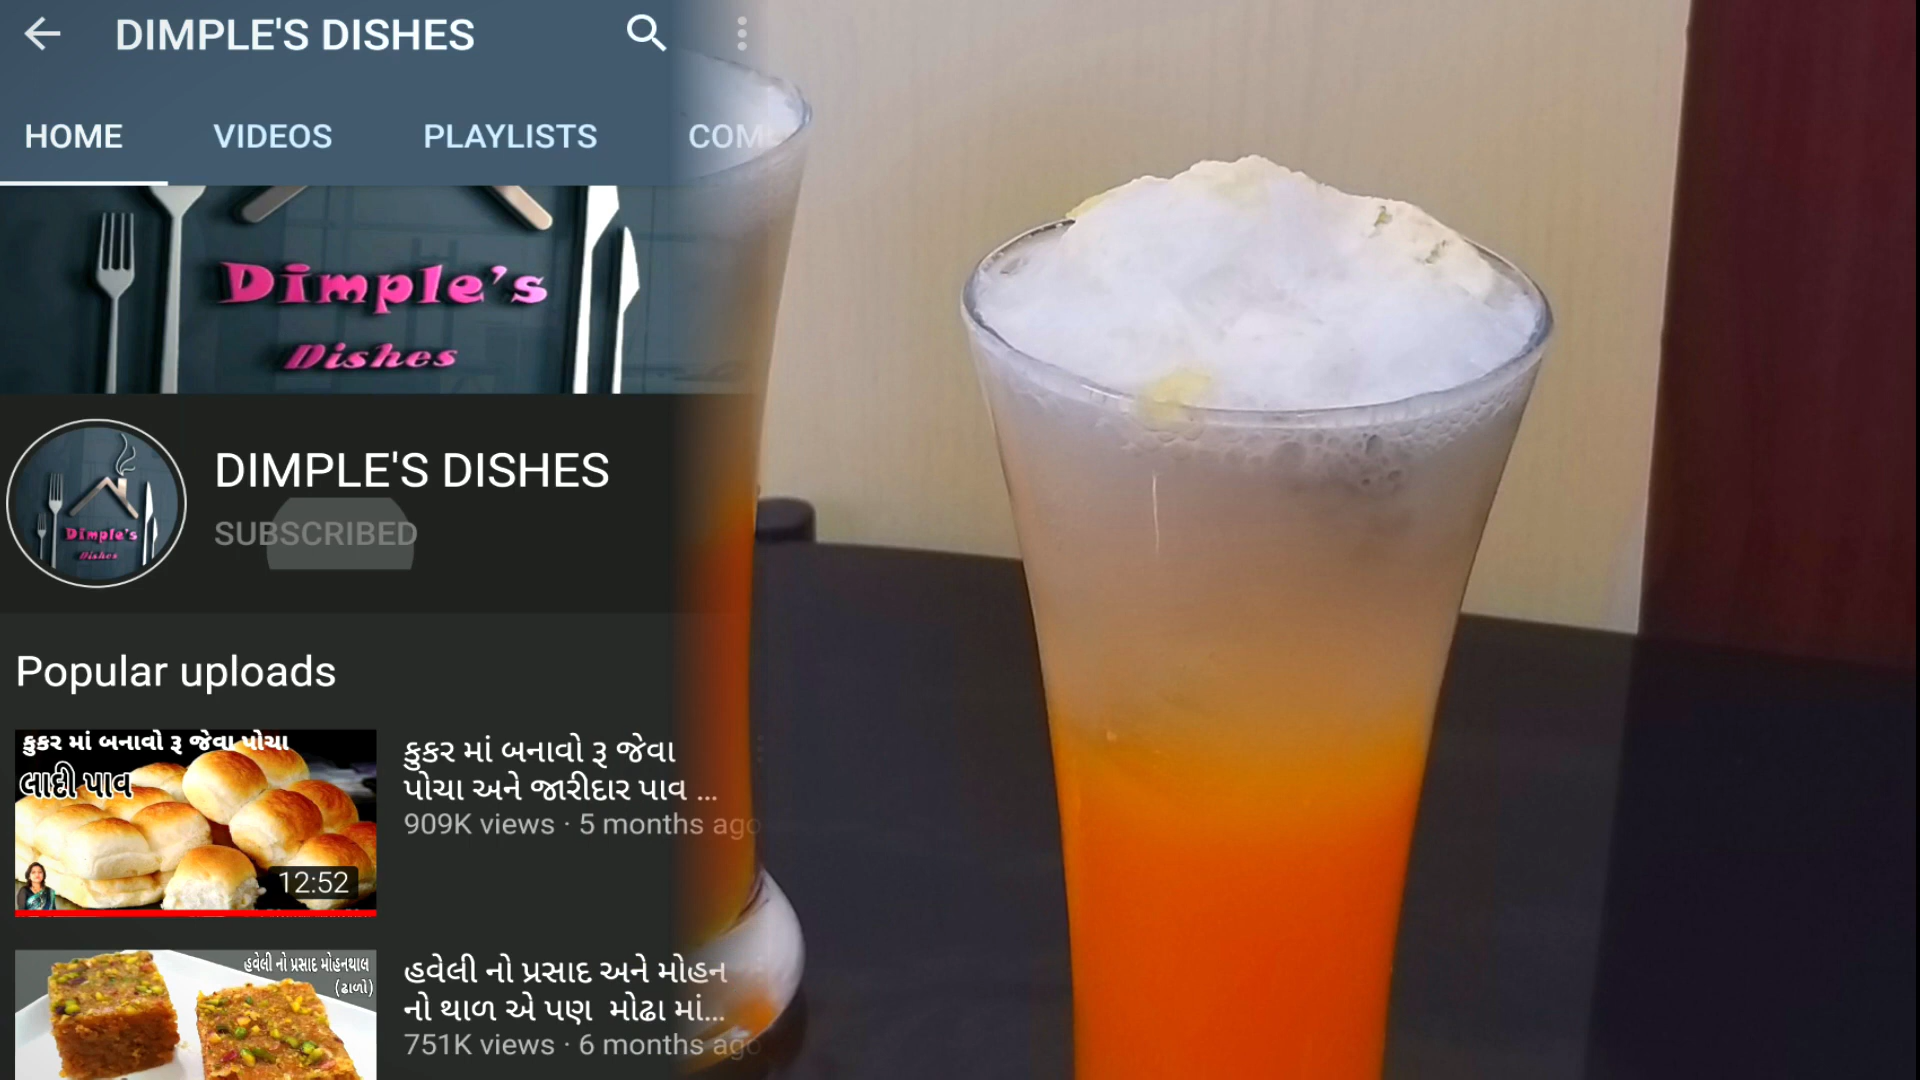 DIMPLE'S DISHES
HOME VIDEOS PLAYLISTS COM
Dimple's
Dishes
DIMPLE'S DISHES
SUBSCRIBED
Dimple's
Dishes
Popular uploads
કુકર માં બનાવો રૂ જેવા પોચા
લાદી પાવ
12:52
કુકર માં બનાવો રૂ જેવા
પોચા અને જારીદાર પાવ ...
909K views · 5 months ago
હવેલી નો પ્રસાદ મોહનથાલ
(ઢાળો)
હવેલી નો પ્રસાદ અને મોહન
નો થાળ એ પણ મોઢા માં...
751K views · 6 months ago